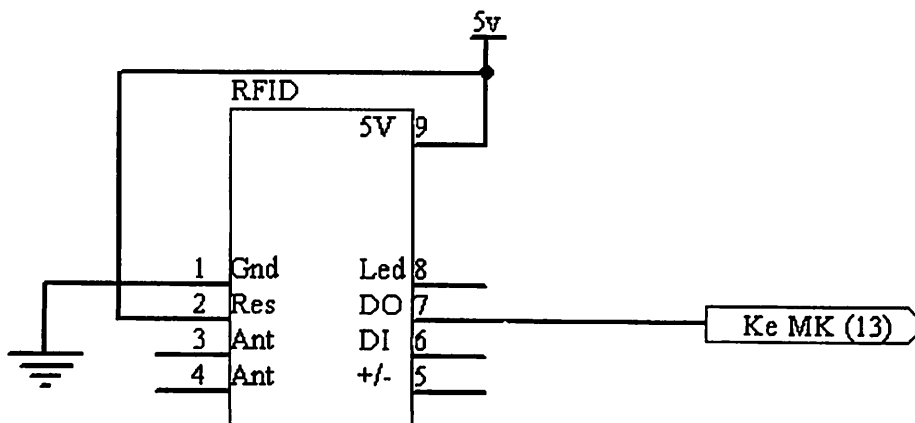 5v
RFID
5V 9
1 Gnd Led 8
2 Res DO 7
Ke MK (13)
3 Ant DI 6
4 Ant +/- 5